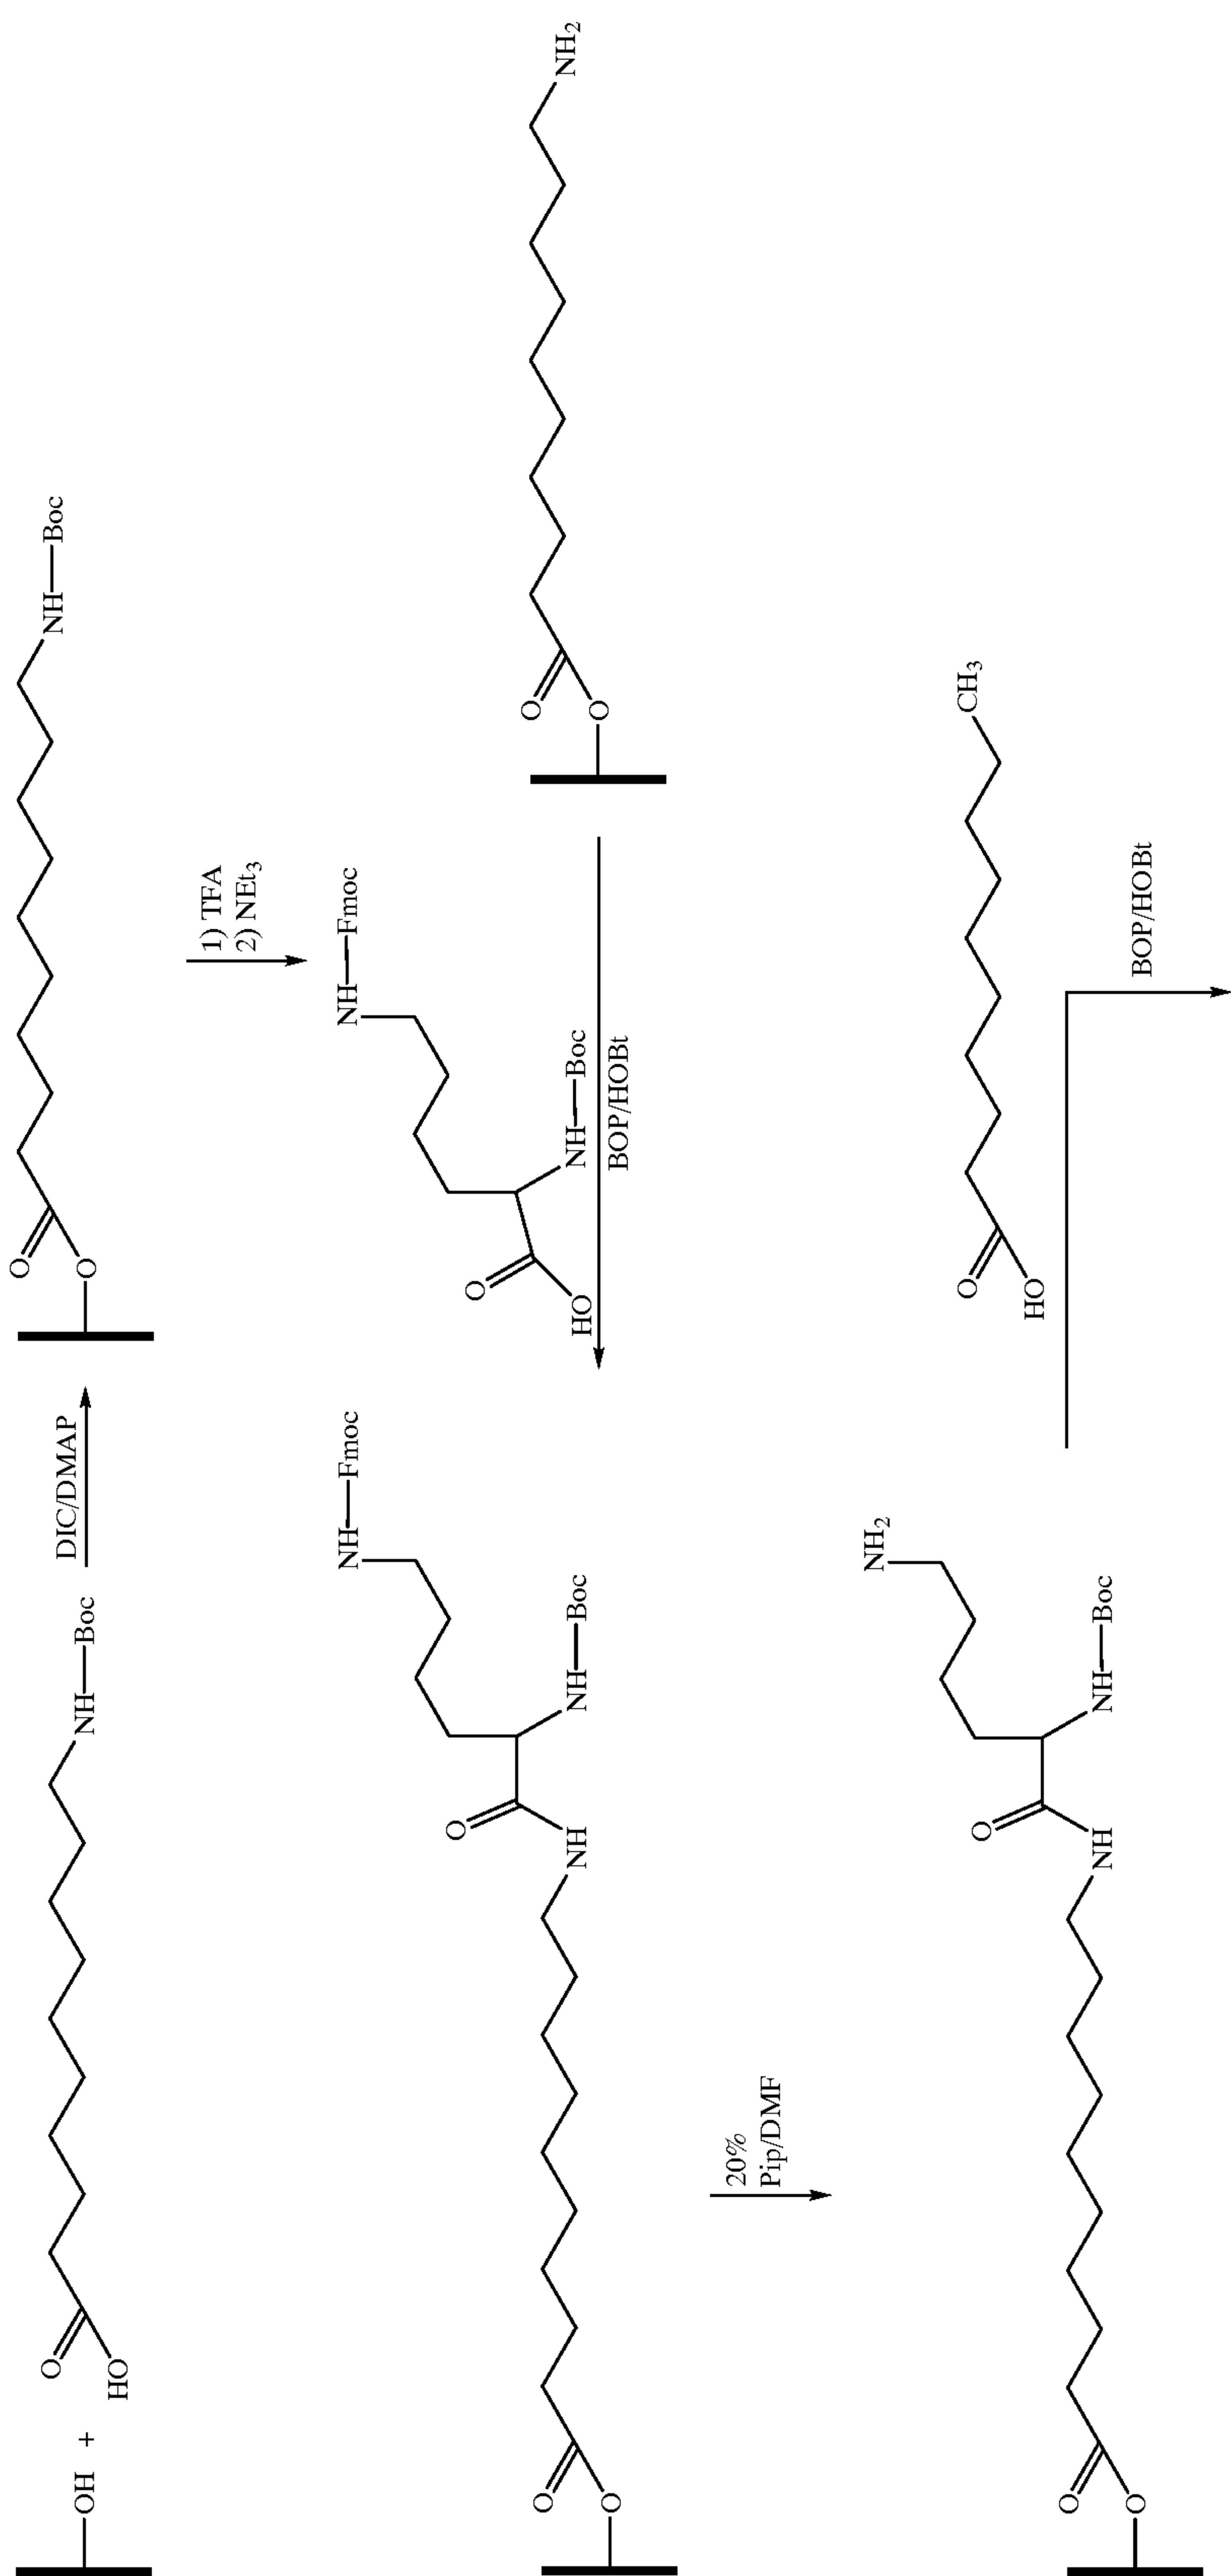 OH +
O
HO
NH—Boc
DIC/DMAP
O
O
NH—Boc
1) TFA
2) NEt₃
O
O
NH₂
NH—Fmoc
O
HO
NH—Boc
BOP/HOBt
NH—Fmoc
O
NH—Boc
NH
O
O
20%
Pip/DMF
NH₂
O
NH—Boc
NH
O
O
O
HO
CH₃
BOP/HOBt